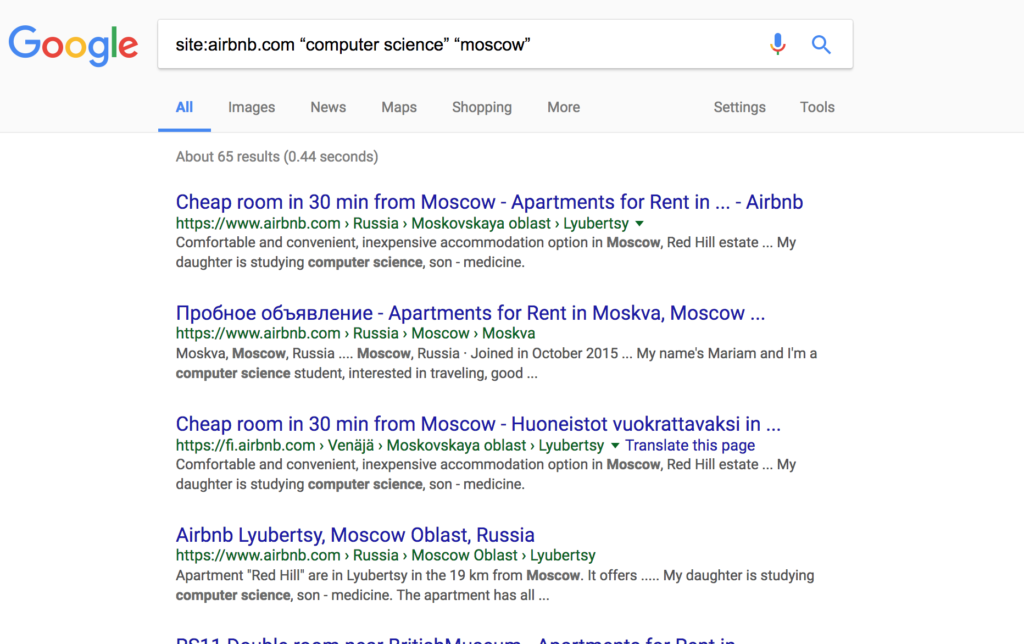 Google
site:airbnb.com “computer science” “moscow”
All Images News Maps Shopping More Settings Tools
About 65 results (0.44 seconds)
Cheap room in 30 min from Moscow - Apartments for Rent in ... - Airbnb
https://www.airbnb.com › Russia › Moskovskaya oblast › Lyubertsy
Comfortable and convenient, inexpensive accommodation option in Moscow, Red Hill estate ... My
daughter is studying computer science, son - medicine.
Пробное объявление - Apartments for Rent in Moskva, Moscow ...
https://www.airbnb.com › Russia › Moscow › Moskva
Moskva, Moscow, Russia .... Moscow, Russia · Joined in October 2015 ... My name's Mariam and I'm a
computer science student, interested in traveling, good ...
Cheap room in 30 min from Moscow - Huoneistot vuokrattavaksi in ...
https://fi.airbnb.com › Venäjä › Moskovskaya oblast › Lyubertsy Translate this page
Comfortable and convenient, inexpensive accommodation option in Moscow, Red Hill estate ... My
daughter is studying computer science, son - medicine.
Airbnb Lyubertsy, Moscow Oblast, Russia
https://www.airbnb.com › Russia › Moscow Oblast › Lyubertsy
Apartment "Red Hill" are in Lyubertsy in the 19 km from Moscow. It offers ..... My daughter is studying
computer science, son - medicine. The apartment has all ...
Double room near BritishMuseum - Apartments for Rent in